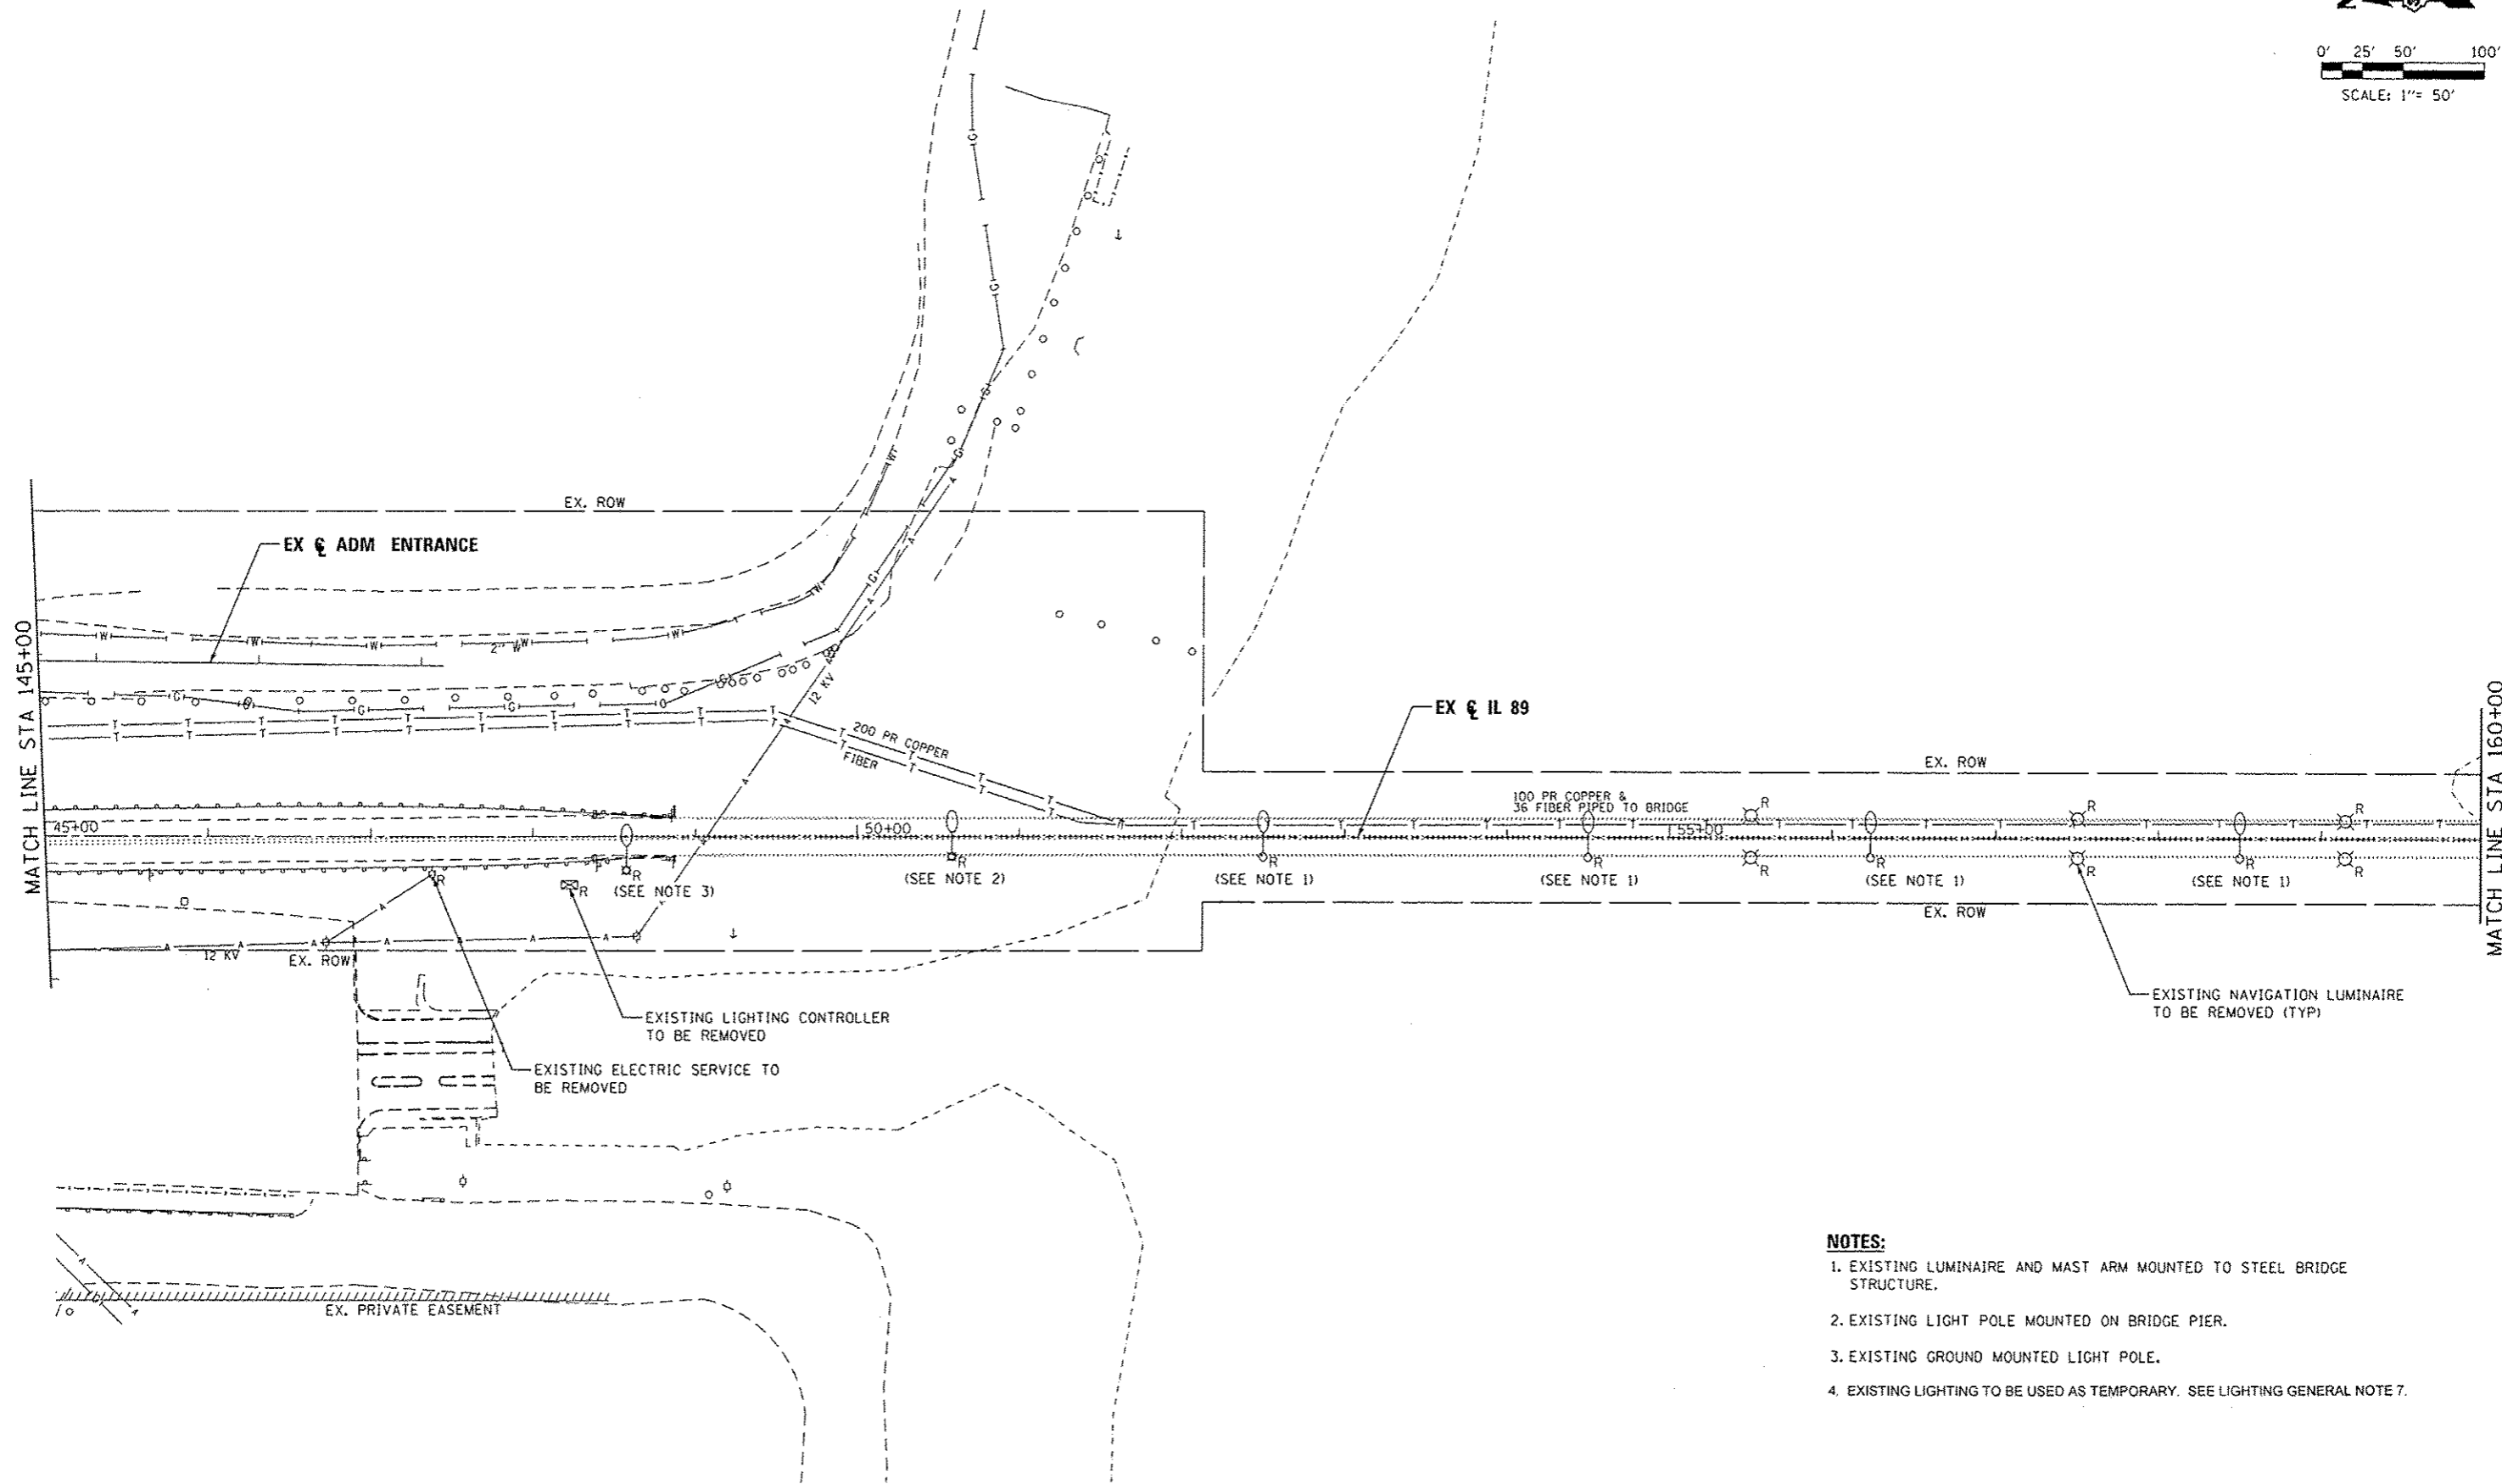 0' 25' 50' 100'
SCALE: 1"= 50'
EX. ROW
EX ℄ ADM ENTRANCE
MATCH LINE STA 145+00
2" W
12 KV
200 PR COPPER
FIBER
EX ℄ IL 89
EX. ROW
100 PR COPPER &
36 FIBER PIPED TO BRIDGE
45+00
50+00
55+00
R
R
R
R
R
(SEE NOTE 3)
R
(SEE NOTE 2)
R
(SEE NOTE 1)
R
(SEE NOTE 1)
R
R
(SEE NOTE 1)
R
R
(SEE NOTE 1)
R
R
MATCH LINE STA 160+00
EX. ROW
12 KV
EX. ROW
EXISTING NAVIGATION LUMINAIRE
TO BE REMOVED (TYP)
EXISTING LIGHTING CONTROLLER
TO BE REMOVED
EXISTING ELECTRIC SERVICE TO
BE REMOVED
EX. PRIVATE EASEMENT
NOTES:
1. EXISTING LUMINAIRE AND MAST ARM MOUNTED TO STEEL BRIDGE
STRUCTURE.
2. EXISTING LIGHT POLE MOUNTED ON BRIDGE PIER.
3. EXISTING GROUND MOUNTED LIGHT POLE.
4. EXISTING LIGHTING TO BE USED AS TEMPORARY. SEE LIGHTING GENERAL NOTE 7.